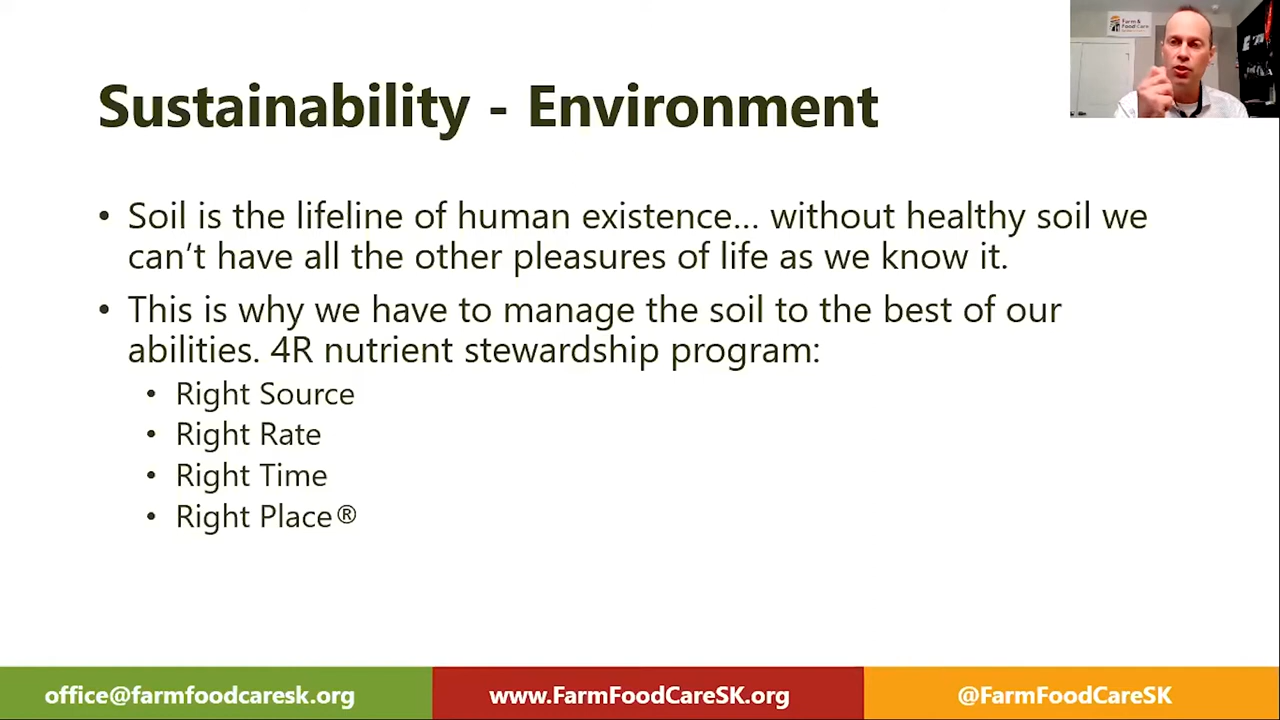 Farm &
Food Care
Sustainability - Environment
• Soil is the lifeline of human existence... without healthy soil we
can't have all the other pleasures of life as we know it.
• This is why we have to manage the soil to the best of our
abilities. 4R nutrient stewardship program:
• Right Source
• Right Rate
• Right Time
• Right Place®
office@farmfoodcaresk.org
www.FarmFoodCareSK.org
@FarmFoodCareSK